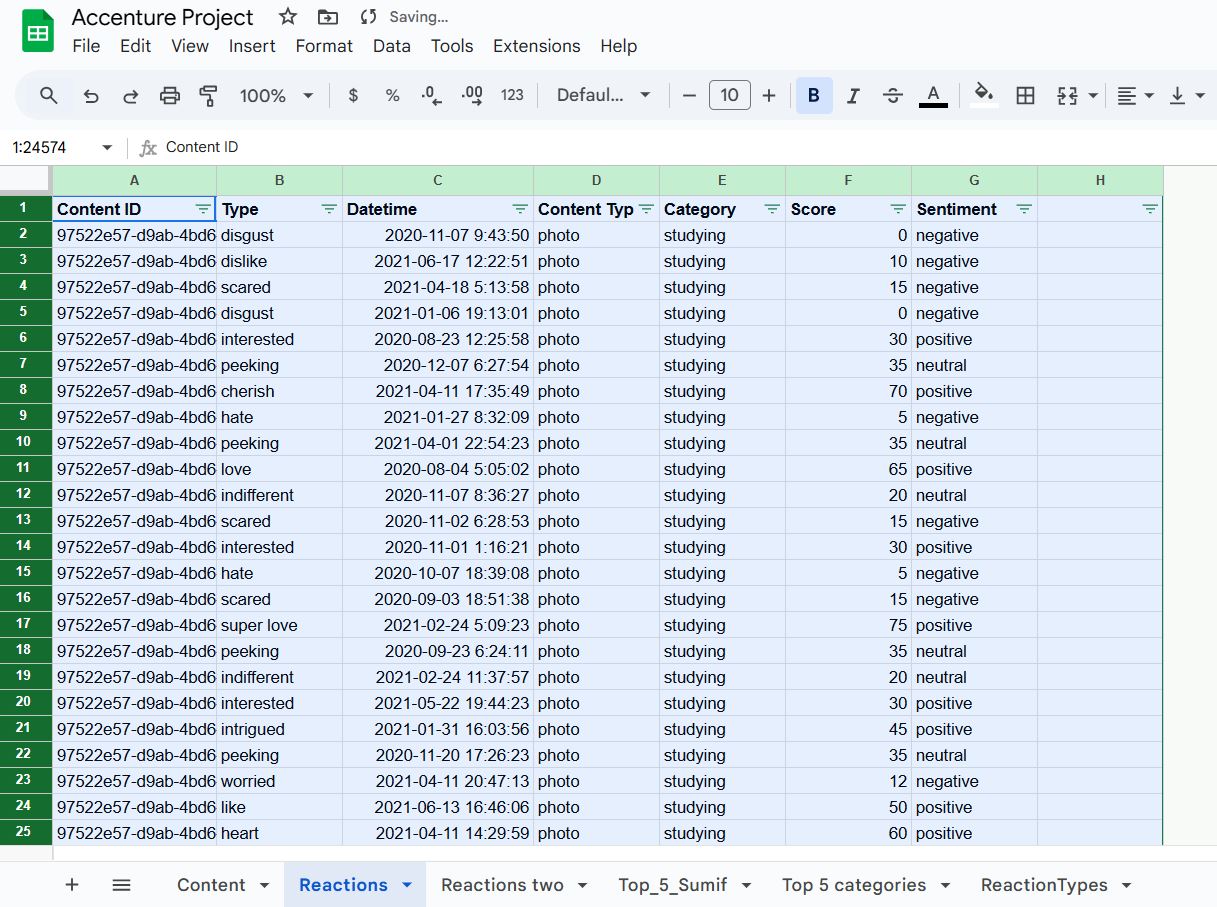 Accenture Project Saving...
File Edit View Insert Format Data Tools Extensions Help
100% $ % .0 .00 123 Defaul... − 10 + B I S A
1:24574 fx Content ID
A B C D E F G H
1 Content ID Type Datetime Content Typ Category Score Sentiment
2 97522e57-d9ab-4bd6 disgust 2020-11-07 9:43:50 photo studying 0 negative
3 97522e57-d9ab-4bd6 dislike 2021-06-17 12:22:51 photo studying 10 negative
4 97522e57-d9ab-4bd6 scared 2021-04-18 5:13:58 photo studying 15 negative
5 97522e57-d9ab-4bd6 disgust 2021-01-06 19:13:01 photo studying 0 negative
6 97522e57-d9ab-4bd6 interested 2020-08-23 12:25:58 photo studying 30 positive
7 97522e57-d9ab-4bd6 peeking 2020-12-07 6:27:54 photo studying 35 neutral
8 97522e57-d9ab-4bd6 cherish 2021-04-11 17:35:49 photo studying 70 positive
9 97522e57-d9ab-4bd6 hate 2021-01-27 8:32:09 photo studying 5 negative
10 97522e57-d9ab-4bd6 peeking 2021-04-01 22:54:23 photo studying 35 neutral
11 97522e57-d9ab-4bd6 love 2020-08-04 5:05:02 photo studying 65 positive
12 97522e57-d9ab-4bd6 indifferent 2020-11-07 8:36:27 photo studying 20 neutral
13 97522e57-d9ab-4bd6 scared 2020-11-02 6:28:53 photo studying 15 negative
14 97522e57-d9ab-4bd6 interested 2020-11-01 1:16:21 photo studying 30 positive
15 97522e57-d9ab-4bd6 hate 2020-10-07 18:39:08 photo studying 5 negative
16 97522e57-d9ab-4bd6 scared 2020-09-03 18:51:38 photo studying 15 negative
17 97522e57-d9ab-4bd6 super love 2021-02-24 5:09:23 photo studying 75 positive
18 97522e57-d9ab-4bd6 peeking 2020-09-23 6:24:11 photo studying 35 neutral
19 97522e57-d9ab-4bd6 indifferent 2021-02-24 11:37:57 photo studying 20 neutral
20 97522e57-d9ab-4bd6 interested 2021-05-22 19:44:23 photo studying 30 positive
21 97522e57-d9ab-4bd6 intrigued 2021-01-31 16:03:56 photo studying 45 positive
22 97522e57-d9ab-4bd6 peeking 2020-11-20 17:26:23 photo studying 35 neutral
23 97522e57-d9ab-4bd6 worried 2021-04-11 20:47:13 photo studying 12 negative
24 97522e57-d9ab-4bd6 like 2021-06-13 16:46:06 photo studying 50 positive
25 97522e57-d9ab-4bd6 heart 2021-04-11 14:29:59 photo studying 60 positive
+ Content Reactions Reactions two Top_5_Sumif Top 5 categories ReactionTypes